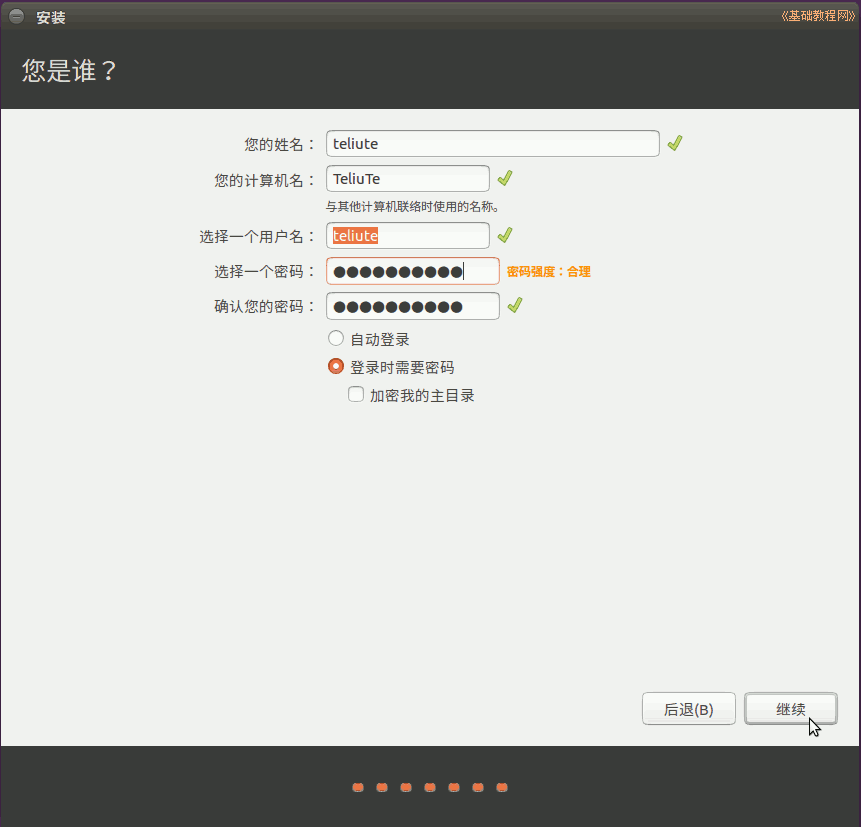 安装
《基础教程网》
您是谁？
您的姓名： teliute
您的计算机名： TeliuTe
与其他计算机联络时使用的名称。
选择一个用户名： teliute
选择一个密码： ●●●●●●●●●● 密码强度：合理
确认您的密码： ●●●●●●●●●●
自动登录
登录时需要密码
加密我的主目录
后退(B) 继续